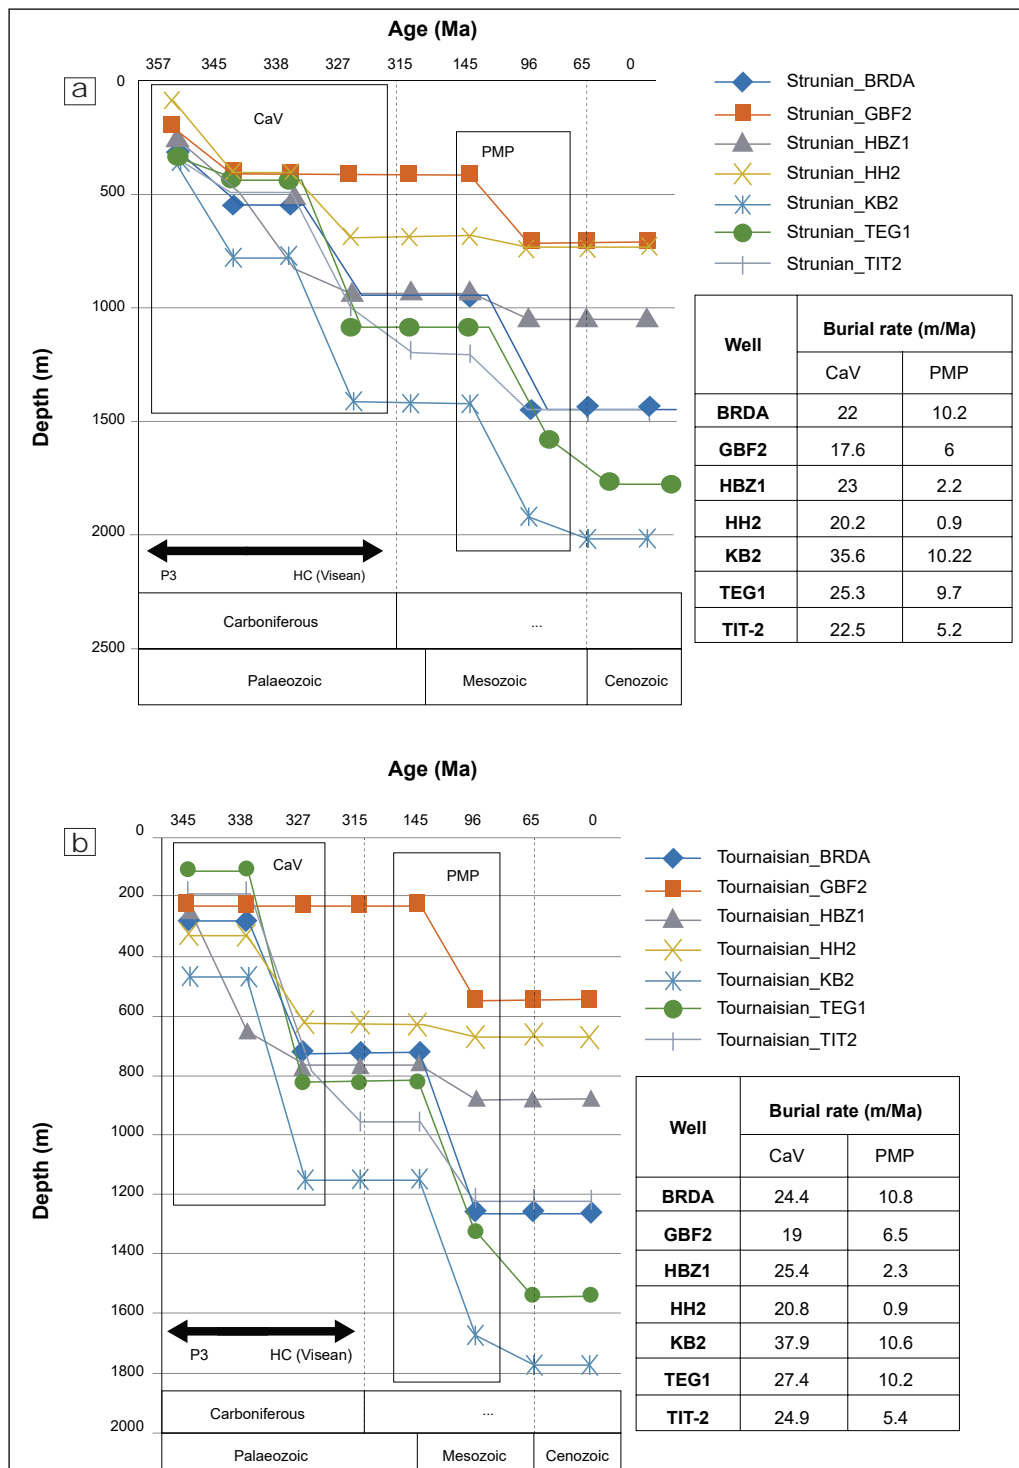 Age (Ma)
357 345 338 327 315 145 96 65 0
a
0
500
1000
1500
2000
2500
Depth (m)
CaV
PMP
P3 HC (Visean)
Carboniferous ...
Palaeozoic Mesozoic Cenozoic
Strunian_BRDA
Strunian_GBF2
Strunian_HBZ1
Strunian_HH2
Strunian_KB2
Strunian_TEG1
Strunian_TIT2
Well Burial rate (m/Ma)
CaV PMP
BRDA 22 10.2
GBF2 17.6 6
HBZ1 23 2.2
HH2 20.2 0.9
KB2 35.6 10.22
TEG1 25.3 9.7
TIT-2 22.5 5.2
Age (Ma)
345 338 327 315 145 96 65 0
b
0
200
400
600
800
1000
1200
1400
1600
1800
2000
Depth (m)
CaV
PMP
P3 HC (Visean)
Carboniferous ...
Palaeozoic Mesozoic Cenozoic
Tournaisian_BRDA
Tournaisian_GBF2
Tournaisian_HBZ1
Tournaisian_HH2
Tournaisian_KB2
Tournaisian_TEG1
Tournaisian_TIT2
Well Burial rate (m/Ma)
CaV PMP
BRDA 24.4 10.8
GBF2 19 6.5
HBZ1 25.4 2.3
HH2 20.8 0.9
KB2 37.9 10.6
TEG1 27.4 10.2
TIT-2 24.9 5.4